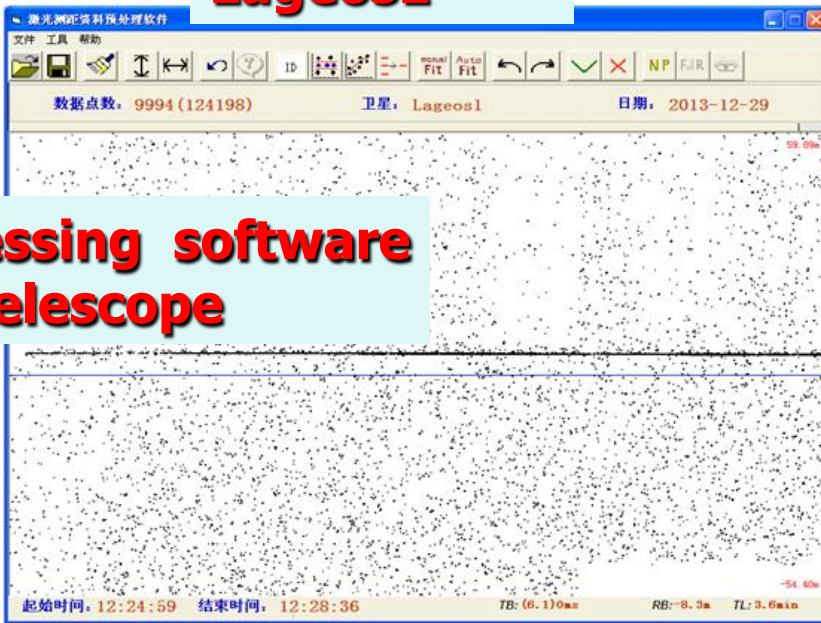 Lageos1
激光测距资料预处理软件
文件 工具 帮助
ID manual Fit Auto Fit NP FJR
数据点数: 9994(124198) 卫星: Lageos1 日期: 2013-12-29
59.89m
essing software
elescope
-54.40m
起始时间: 12:24:59 结束时间: 12:28:36 TB: (6.1)0ms RB:-8.3m TL:3.6min